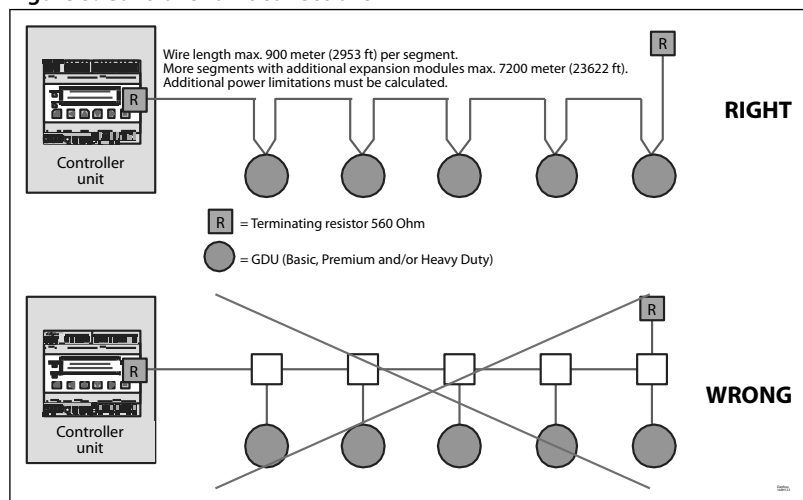 Wire length max. 900 meter (2953 ft) per segment.
More segments with additional expansion modules max. 7200 meter (23622 ft).
Additional power limitations must be calculated.
R
R
RIGHT
Controller
unit
R = Terminating resistor 560 Ohm
= GDU (Basic, Premium and/or Heavy Duty)
R
R
WRONG
Controller
unit